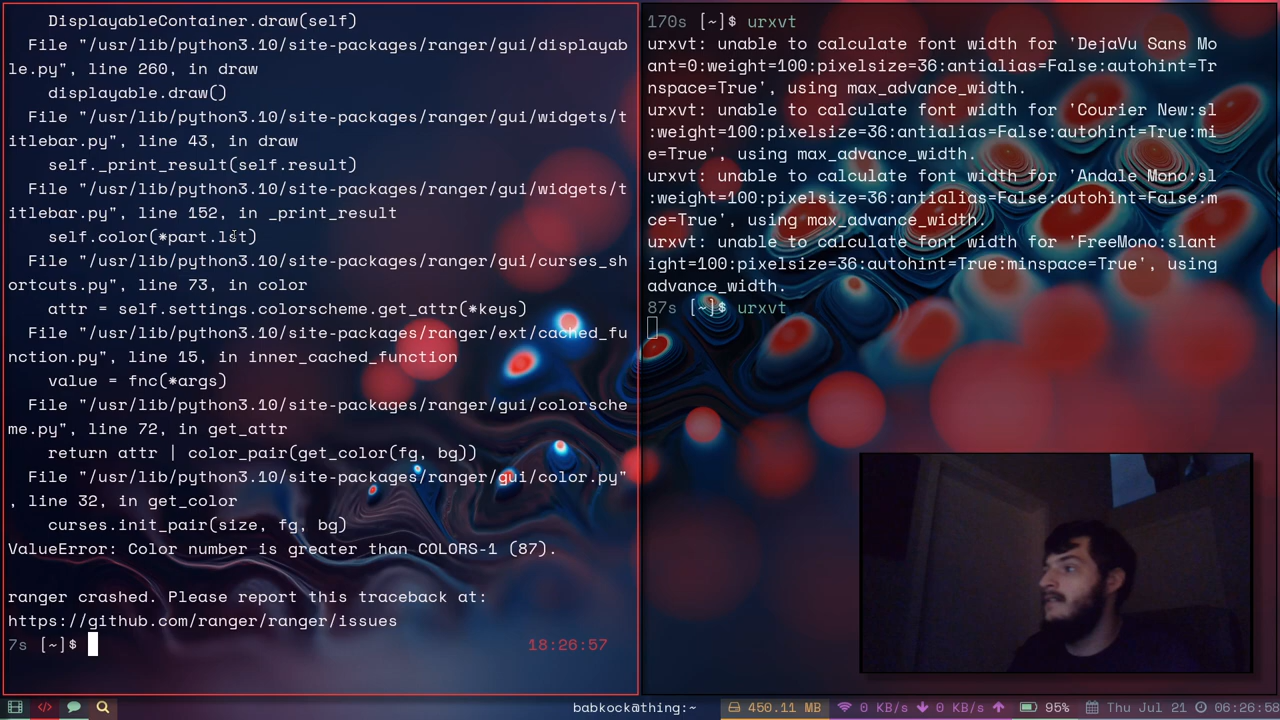 DisplayableContainer.draw(self)
File "/usr/lib/python3.10/site-packages/ranger/gui/displayab
le.py", line 260, in draw
displayable.draw()
File "/usr/lib/python3.10/site-packages/ranger/gui/widgets/t
itlebar.py", line 43, in draw
self._print_result(self.result)
File "/usr/lib/python3.10/site-packages/ranger/gui/widgets/t
itlebar.py", line 152, in _print_result
self.color(*part.lst)
File "/usr/lib/python3.10/site-packages/ranger/gui/curses_sh
ortcuts.py", line 73, in color
attr = self.settings.colorscheme.get_attr(*keys)
File "/usr/lib/python3.10/site-packages/ranger/ext/cached_fu
nction.py", line 15, in inner_cached_function
value = fnc(*args)
File "/usr/lib/python3.10/site-packages/ranger/gui/colorsche
me.py", line 72, in get_attr
return attr | color_pair(get_color(fg, bg))
File "/usr/lib/python3.10/site-packages/ranger/gui/color.py"
, line 32, in get_color
curses.init_pair(size, fg, bg)
ValueError: Color number is greater than COLORS-1 (87).
ranger crashed. Please report this traceback at:
https://github.com/ranger/ranger/issues
7s [~]$ 18:26:57
170s [~]$ urxvt
urxvt: unable to calculate font width for 'DejaVu Sans Mo
ant=0:weight=100:pixelsize=36:antialias=False:autohint=Tr
nspace=True', using max_advance_width.
urxvt: unable to calculate font width for 'Courier New:sl
:weight=100:pixelsize=36:antialias=False:autohint=True:mi
e=True', using max_advance_width.
urxvt: unable to calculate font width for 'Andale Mono:sl
:weight=100:pixelsize=36:antialias=False:autohint=False:m
ce=True', using max_advance_width.
urxvt: unable to calculate font width for 'FreeMono:slant
ight=100:pixelsize=36:autohint=True:minspace=True', using
advance_width.
87s [~]$ urxvt
babkock@thing:~ 450.11 MB 0 KB/s 0 KB/s 95% Thu Jul 21 06:26:58